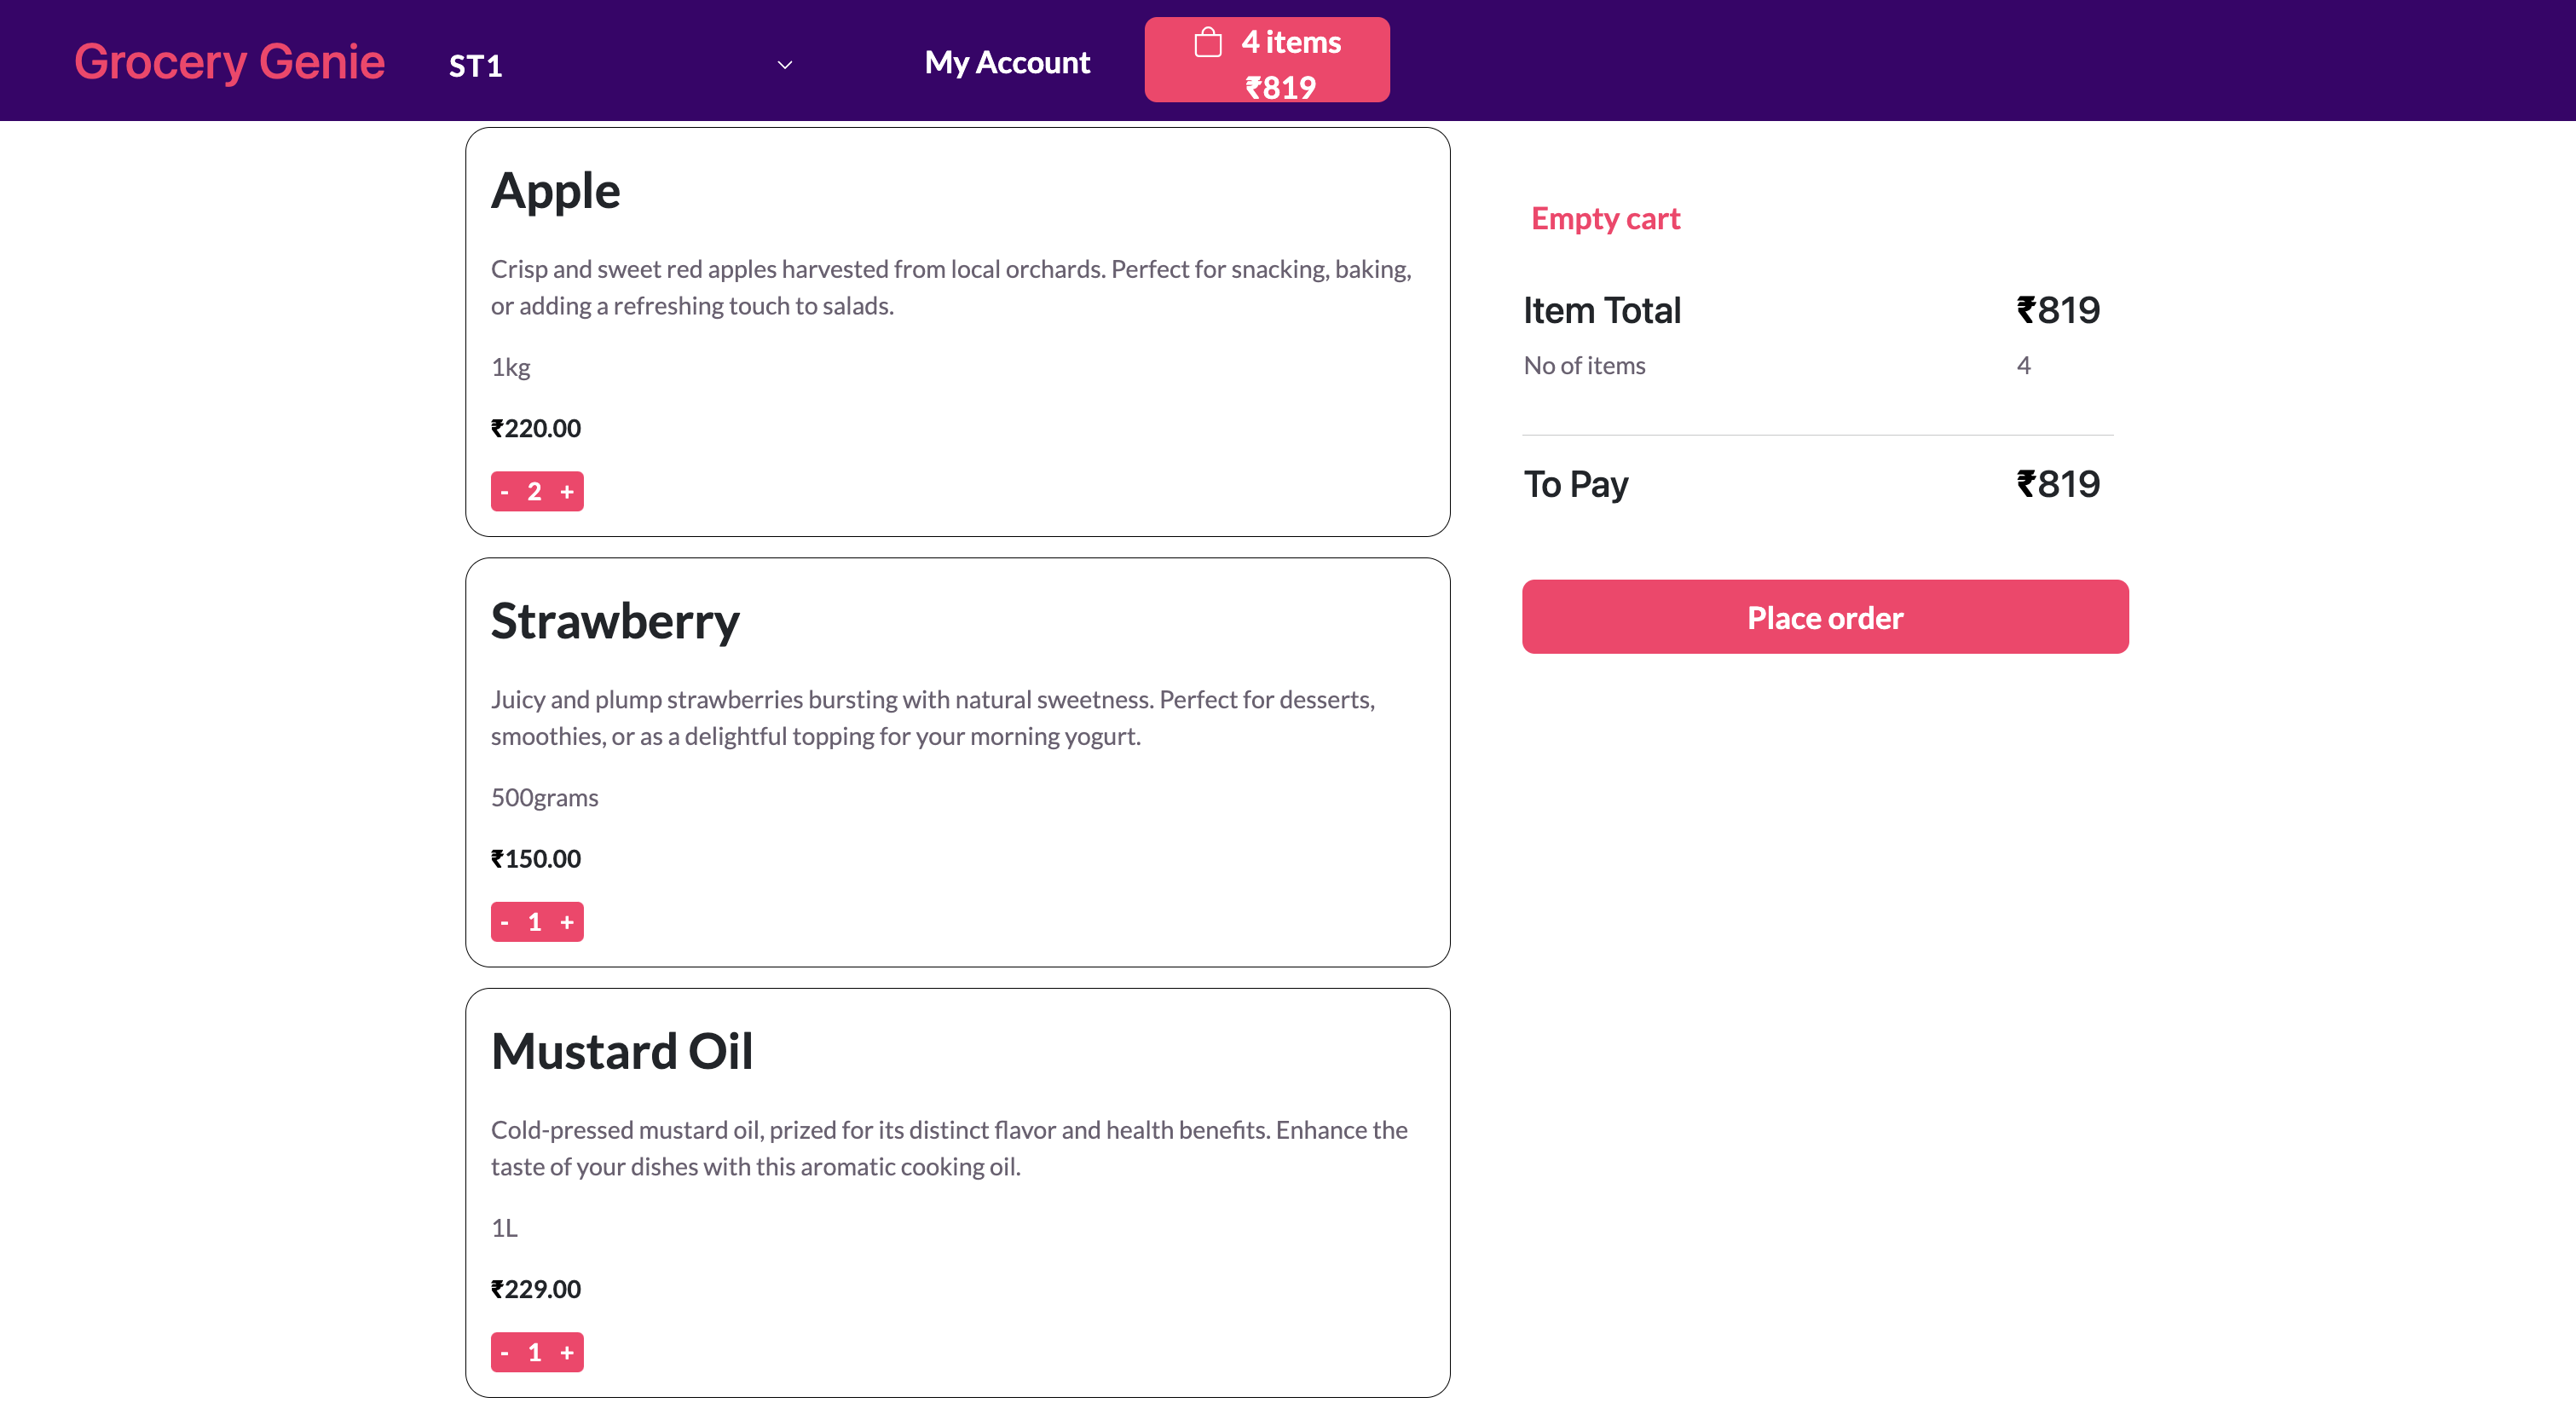 Grocery Genie
ST1
My Account
4 items
₹819
Apple
Crisp and sweet red apples harvested from local orchards. Perfect for snacking, baking,
or adding a refreshing touch to salads.
1kg
₹220.00
- 2 +
Strawberry
Juicy and plump strawberries bursting with natural sweetness. Perfect for desserts,
smoothies, or as a delightful topping for your morning yogurt.
500grams
₹150.00
- 1 +
Mustard Oil
Cold-pressed mustard oil, prized for its distinct flavor and health benefits. Enhance the
taste of your dishes with this aromatic cooking oil.
1L
₹229.00
- 1 +
Empty cart
Item Total ₹819
No of items 4
To Pay ₹819
Place order